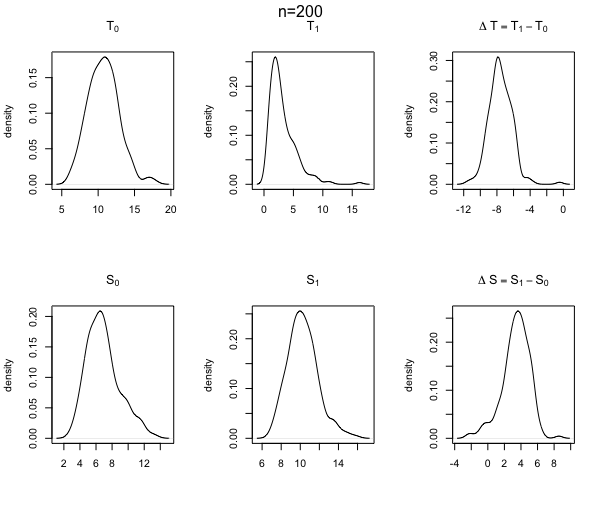 n=200
T₀ T₁ Δ T = T₁ − T₀
density density density
0.00 0.05 0.10 0.15
0.00 0.10 0.20
0.00 0.10 0.20 0.30
5 10 15 20
0 5 10 15
-12 -8 -4 0
S₀ S₁ Δ S = S₁ − S₀
density density density
0.00 0.05 0.10 0.15 0.20
0.00 0.10 0.20
0.00 0.10 0.20
2 4 6 8 12
6 8 10 14
-4 0 2 4 6 8